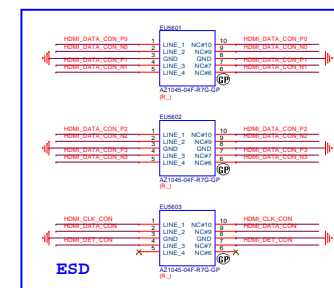 EU5601
HDMI_DATA_CON_P0 1 LINE_1 NC#10 10 HDMI_DATA_CON_P0
HDMI_DATA_CON_N0 2 LINE_2 NC#9 9 HDMI_DATA_CON_N0
3 GND GND 8
HDMI_DATA_CON_P1 4 LINE_3 NC#7 7 HDMI_DATA_CON_P1
HDMI_DATA_CON_N1 5 LINE_4 NC#6 6 HDMI_DATA_CON_N1
GP
AZ1045-04F-R7G-GP
(R_)
EU5602
HDMI_DATA_CON_P2 1 LINE_1 NC#10 10 HDMI_DATA_CON_P2
HDMI_DATA_CON_N2 2 LINE_2 NC#9 9 HDMI_DATA_CON_N2
3 GND GND 8
HDMI_DATA_CON_P3 4 LINE_3 NC#7 7 HDMI_DATA_CON_P3
HDMI_DATA_CON_N3 5 LINE_4 NC#6 6 HDMI_DATA_CON_N3
GP
AZ1045-04F-R7G-GP
(R_)
EU5603
HDMI_CLK_CON 1 LINE_1 NC#10 10 HDMI_CLK_CON
HDMI_DATA_CON 2 LINE_2 NC#9 9 HDMI_DATA_CON
3 GND GND 8
HDMI_DET_CON 4 LINE_3 NC#7 7 HDMI_DET_CON
5 LINE_4 NC#6 6
GP
ESD
AZ1045-04F-R7G-GP
(R_)